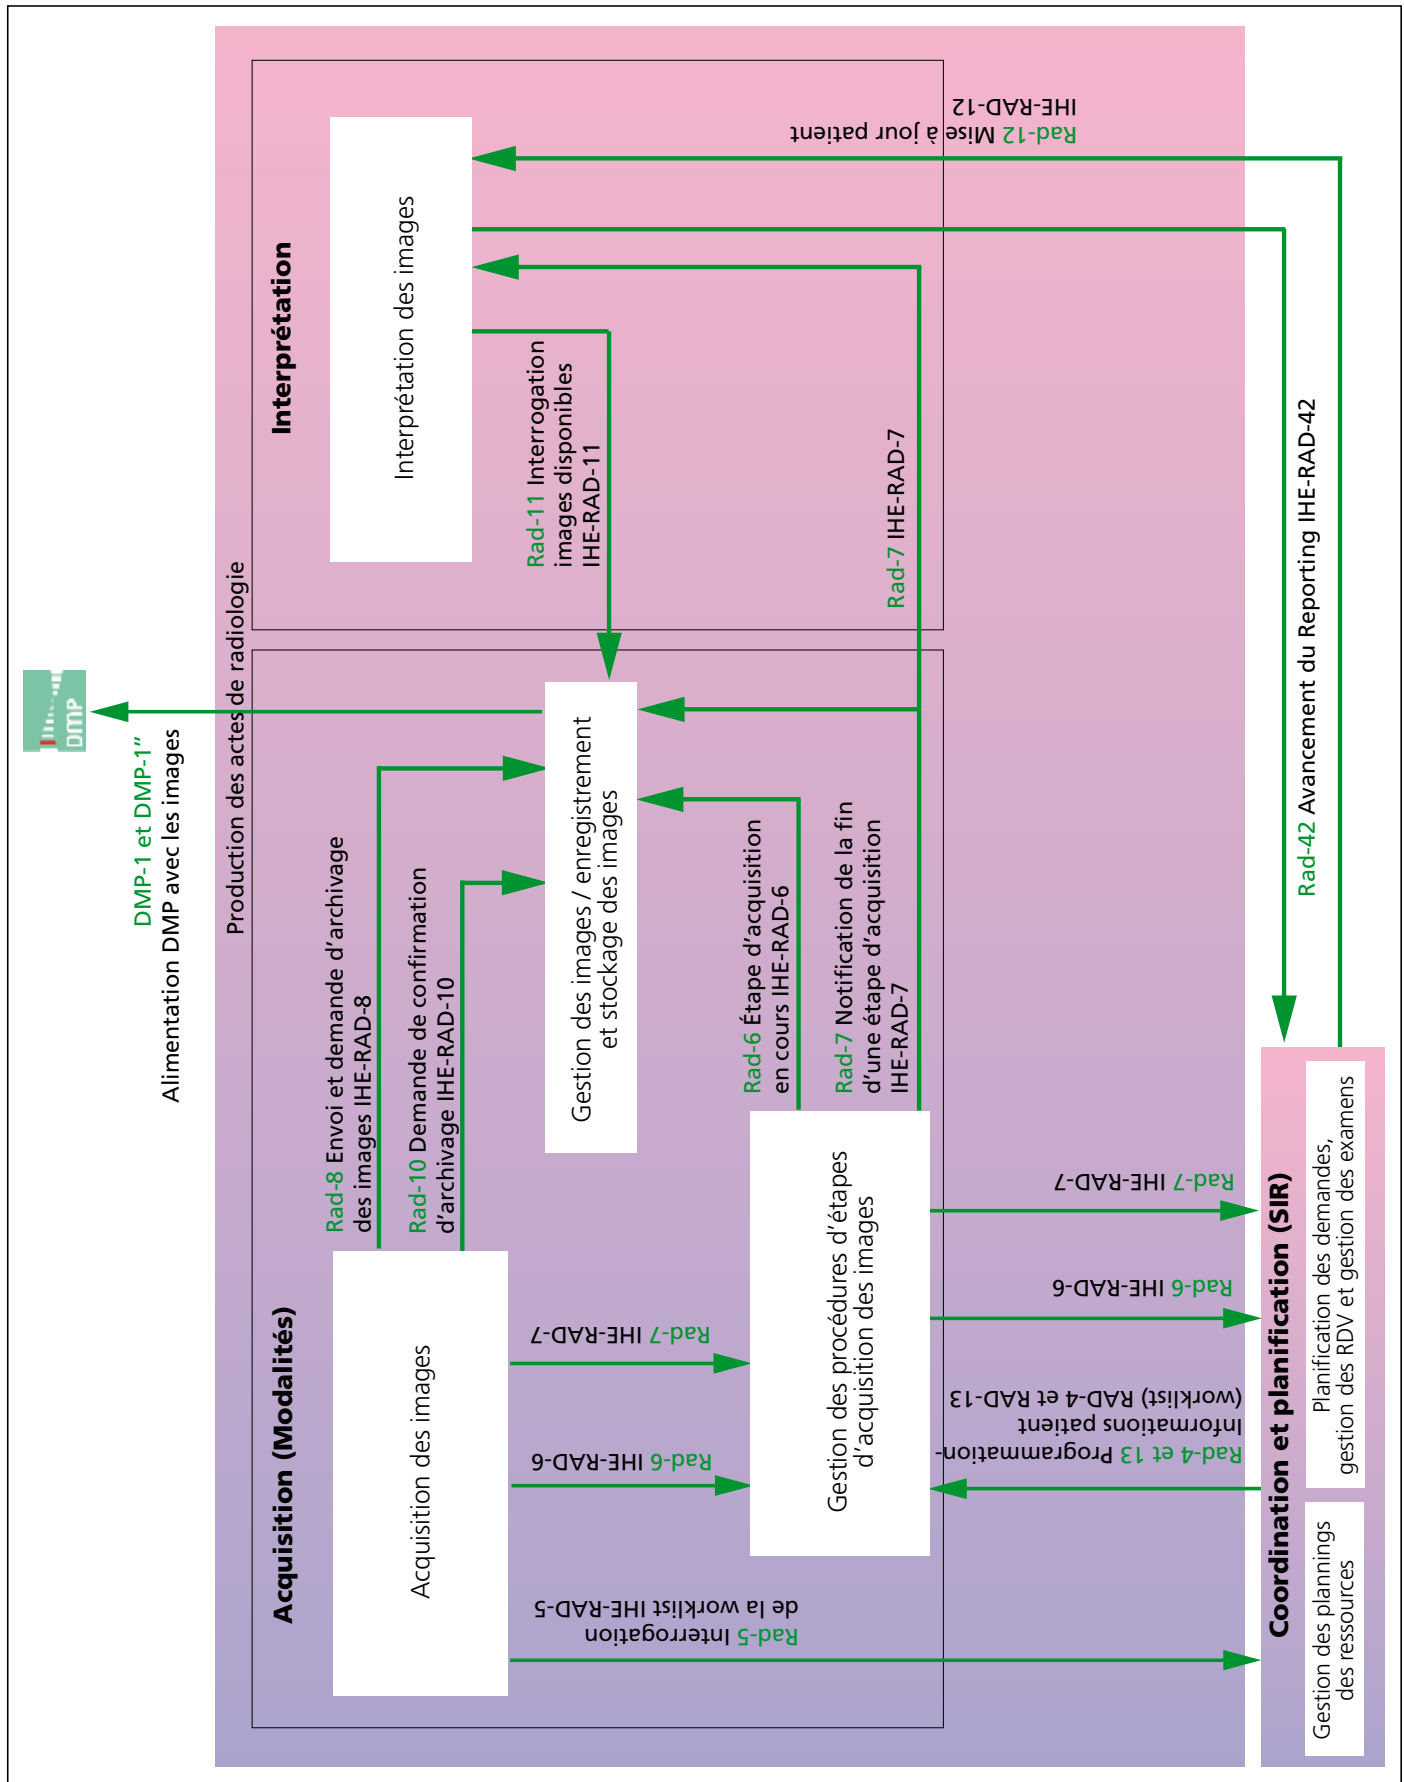 DMP
DMP-1 et DMP-1”
Alimentation DMP avec les images
Production des actes de radiologie
Acquisition (Modalités)
Acquisition des images
Rad-8 Envoi et demande d’archivage
des images IHE-RAD-8
Rad-10 Demande de confirmation
d’archivage IHE-RAD-10
Gestion des images / enregistrement
et stockage des images
Rad-7 IHE-RAD-7
Rad-6 IHE-RAD-6
Rad-5 Interrogation
de la worklist IHE-RAD-5
Gestion des procédures d’étapes
d’acquisition des images
Rad-6 Étape d’acquisition
en cours IHE-RAD-6
Rad-7 Notification de la fin
d’une étape d’acquisition
IHE-RAD-7
Interprétation
Interprétation des images
Rad-11 Interrogation
images disponibles
IHE-RAD-11
Rad-7 IHE-RAD-7
Rad-12 Mise à jour patient
IHE-RAD-12
Rad-42 Avancement du Reporting IHE-RAD-42
Rad-7 IHE-RAD-7
Rad-6 IHE-RAD-6
Rad-4 et 13 Programmation-
Informations patient
(worklist) RAD-4 et RAD-13
Coordination et planification (SIR)
Gestion des plannings
des ressources
Planification des demandes,
gestion des RDV et gestion des examens